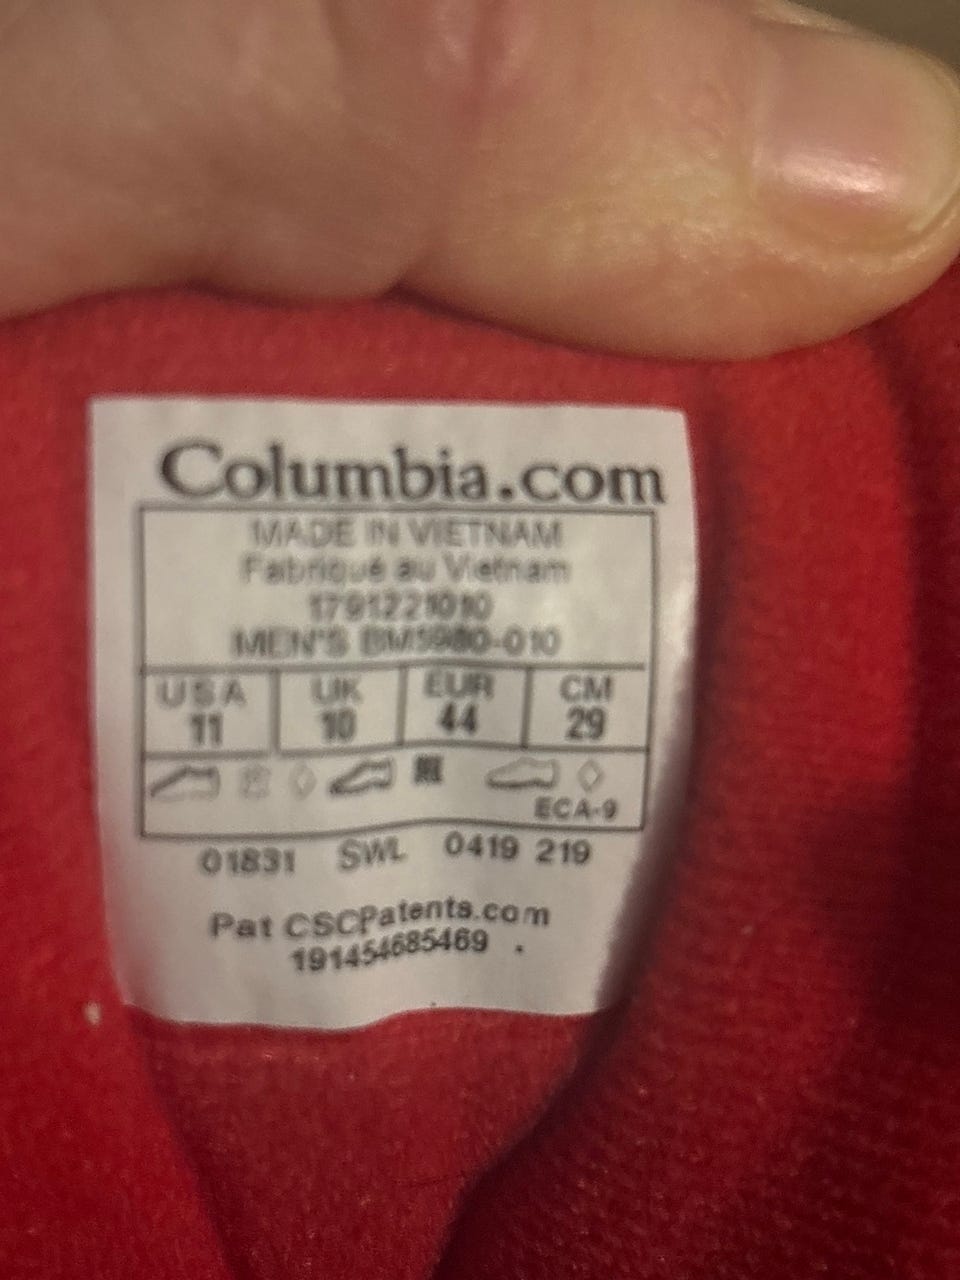 Columbia.com
MADE IN VIETNAM
Fabriqué au Vietnam
1791221010
MEN'S BM5980-010
USA UK EUR CM
11 10 44 29
ECA-9
01831 SWL 0419 219
Pat CSCPatents.com
191454685469